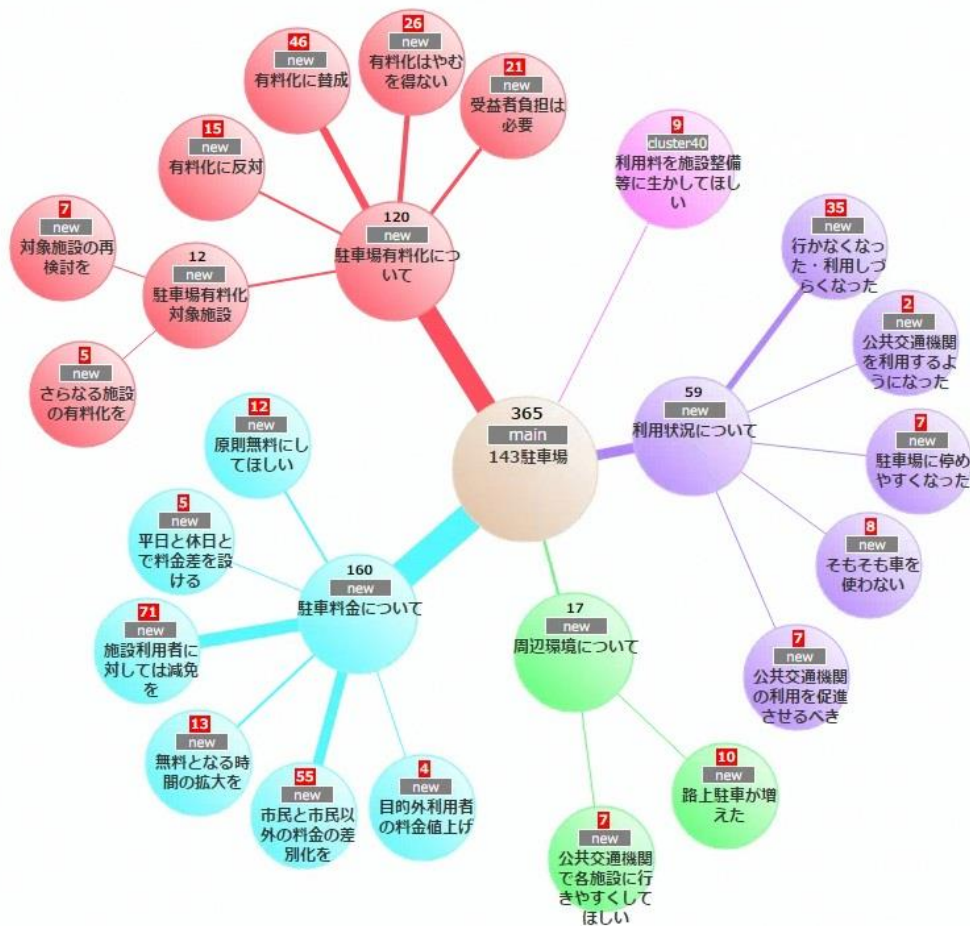 46
new
有料化に賛成
26
new
有料化はやむ
を得ない
21
new
受益者負担は
必要
15
new
有料化に反対
7
new
対象施設の再
検討を
12
new
駐車場有料化
対象施設
5
new
さらなる施設
の有料化を
120
new
駐車場有料化につ
いて
9
cluster40
利用料を施設整備
等に生かしてほし
い
35
new
行かなくなっ
た・利用しづ
らくなった
2
new
公共交通機関
を利用するよ
うになった
59
new
利用状況について
7
new
駐車場に停め
やすくなった
8
new
そもそも車を
使わない
7
new
公共交通機関
の利用を促進
させるべき
365
main
143駐車場
12
new
原則無料にし
てほしい
5
new
平日と休日と
で料金差を設
ける
160
new
駐車料金について
71
new
施設利用者に
対しては減免
を
13
new
無料となる時
間の拡大を
55
new
市民と市民以
外の料金の差
別化を
4
new
目的外利用者
の料金値上げ
17
new
周辺環境について
10
new
路上駐車が増
えた
7
new
公共交通機関
で各施設に行
きやすくして
ほしい